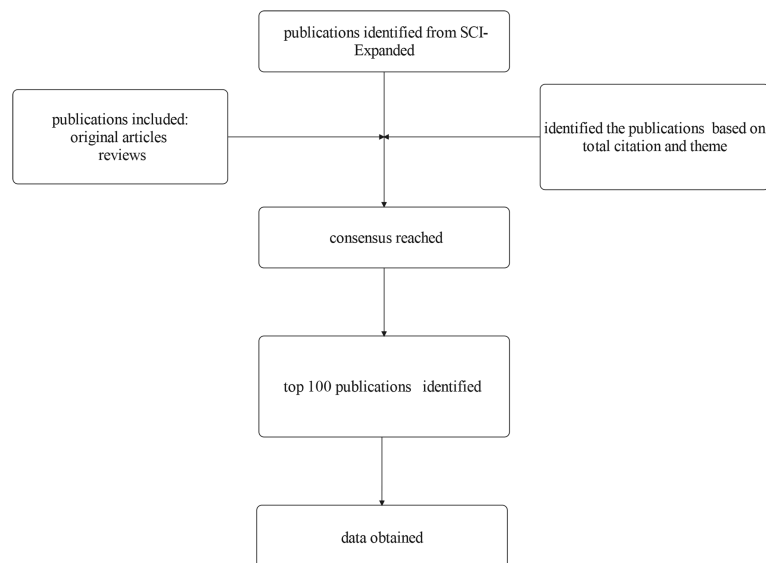 publications identified from SCI-
Expanded
publications included:
original articles
reviews
identified the publications based on
total citation and theme
consensus reached
top 100 publications identified
data obtained